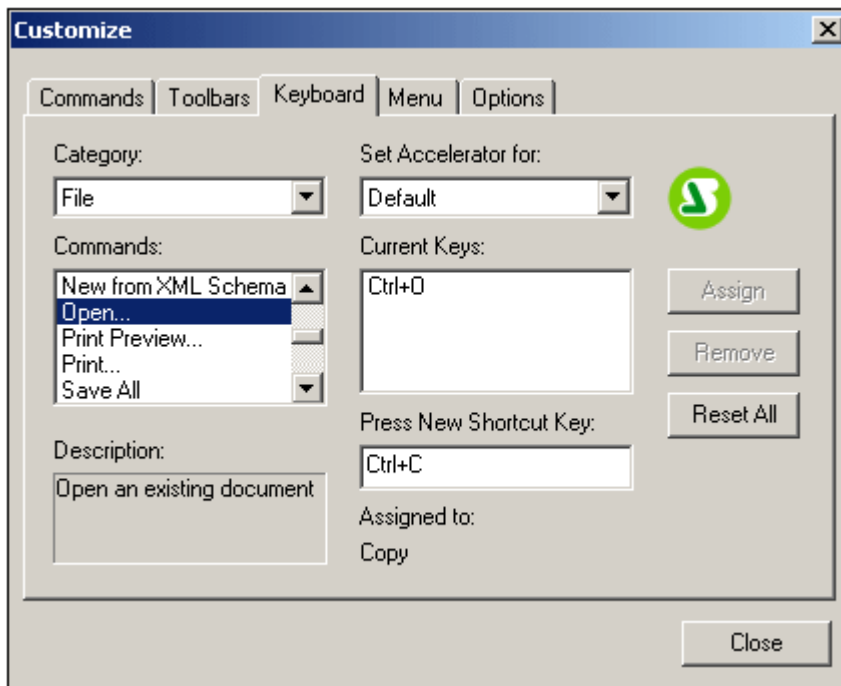 Customize
Commands Toolbars Keyboard Menu Options
Category:
File
Commands:
New from XML Schema
Open...
Print Preview...
Print...
Save All
Description:
Open an existing document
Set Accelerator for:
Default
Current Keys:
Ctrl+O
Press New Shortcut Key:
Ctrl+C
Assigned to:
Copy
Assign
Remove
Reset All
Close